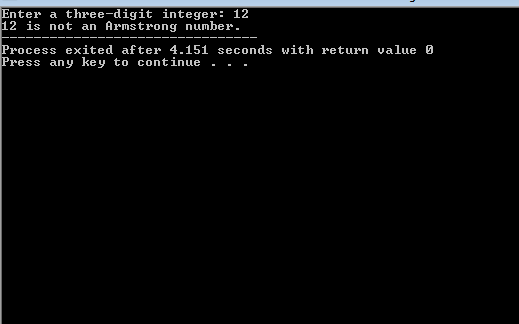 Enter a three-digit integer: 12
12 is not an Armstrong number.
--------------------------------
Process exited after 4.151 seconds with return value 0
Press any key to continue . . .